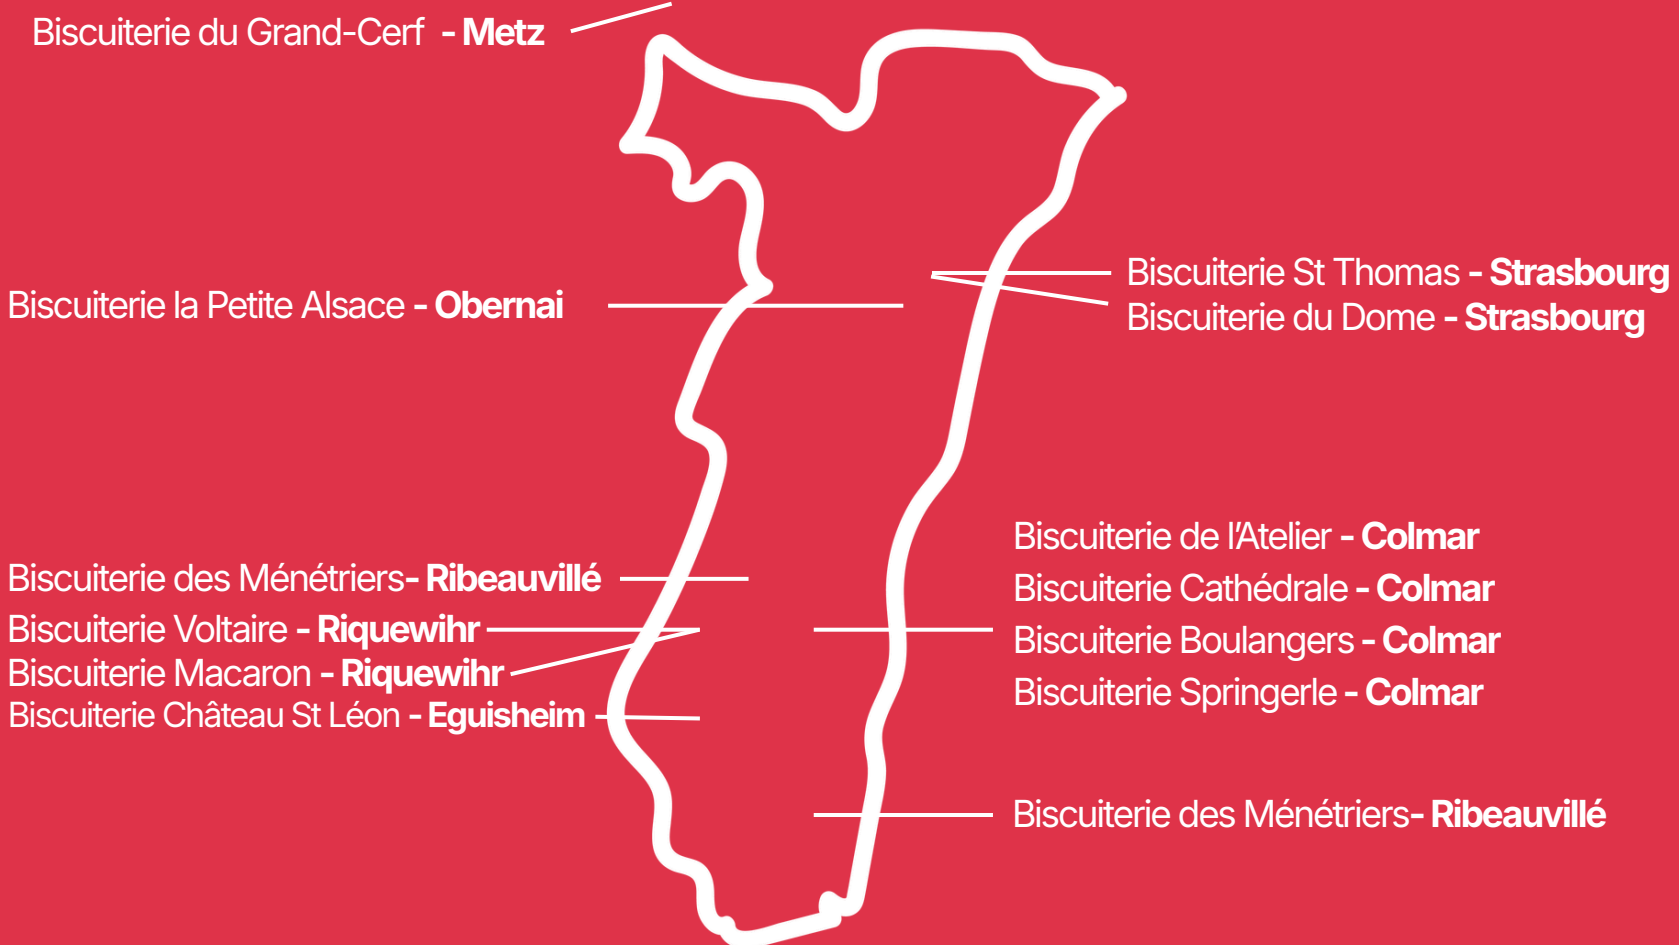 Biscuiterie du Grand-Cerf - Metz
Biscuiterie St Thomas - Strasbourg
Biscuiterie du Dome - Strasbourg
Biscuiterie la Petite Alsace - Obernai
Biscuiterie des Ménétriers- Ribeauvillé
Biscuiterie Voltaire - Riquewihr
Biscuiterie Macaron - Riquewihr
Biscuiterie Château St Léon - Eguisheim
Biscuiterie de l’Atelier - Colmar
Biscuiterie Cathédrale - Colmar
Biscuiterie Boulangers - Colmar
Biscuiterie Springerle - Colmar
Biscuiterie des Ménétriers- Ribeauvillé